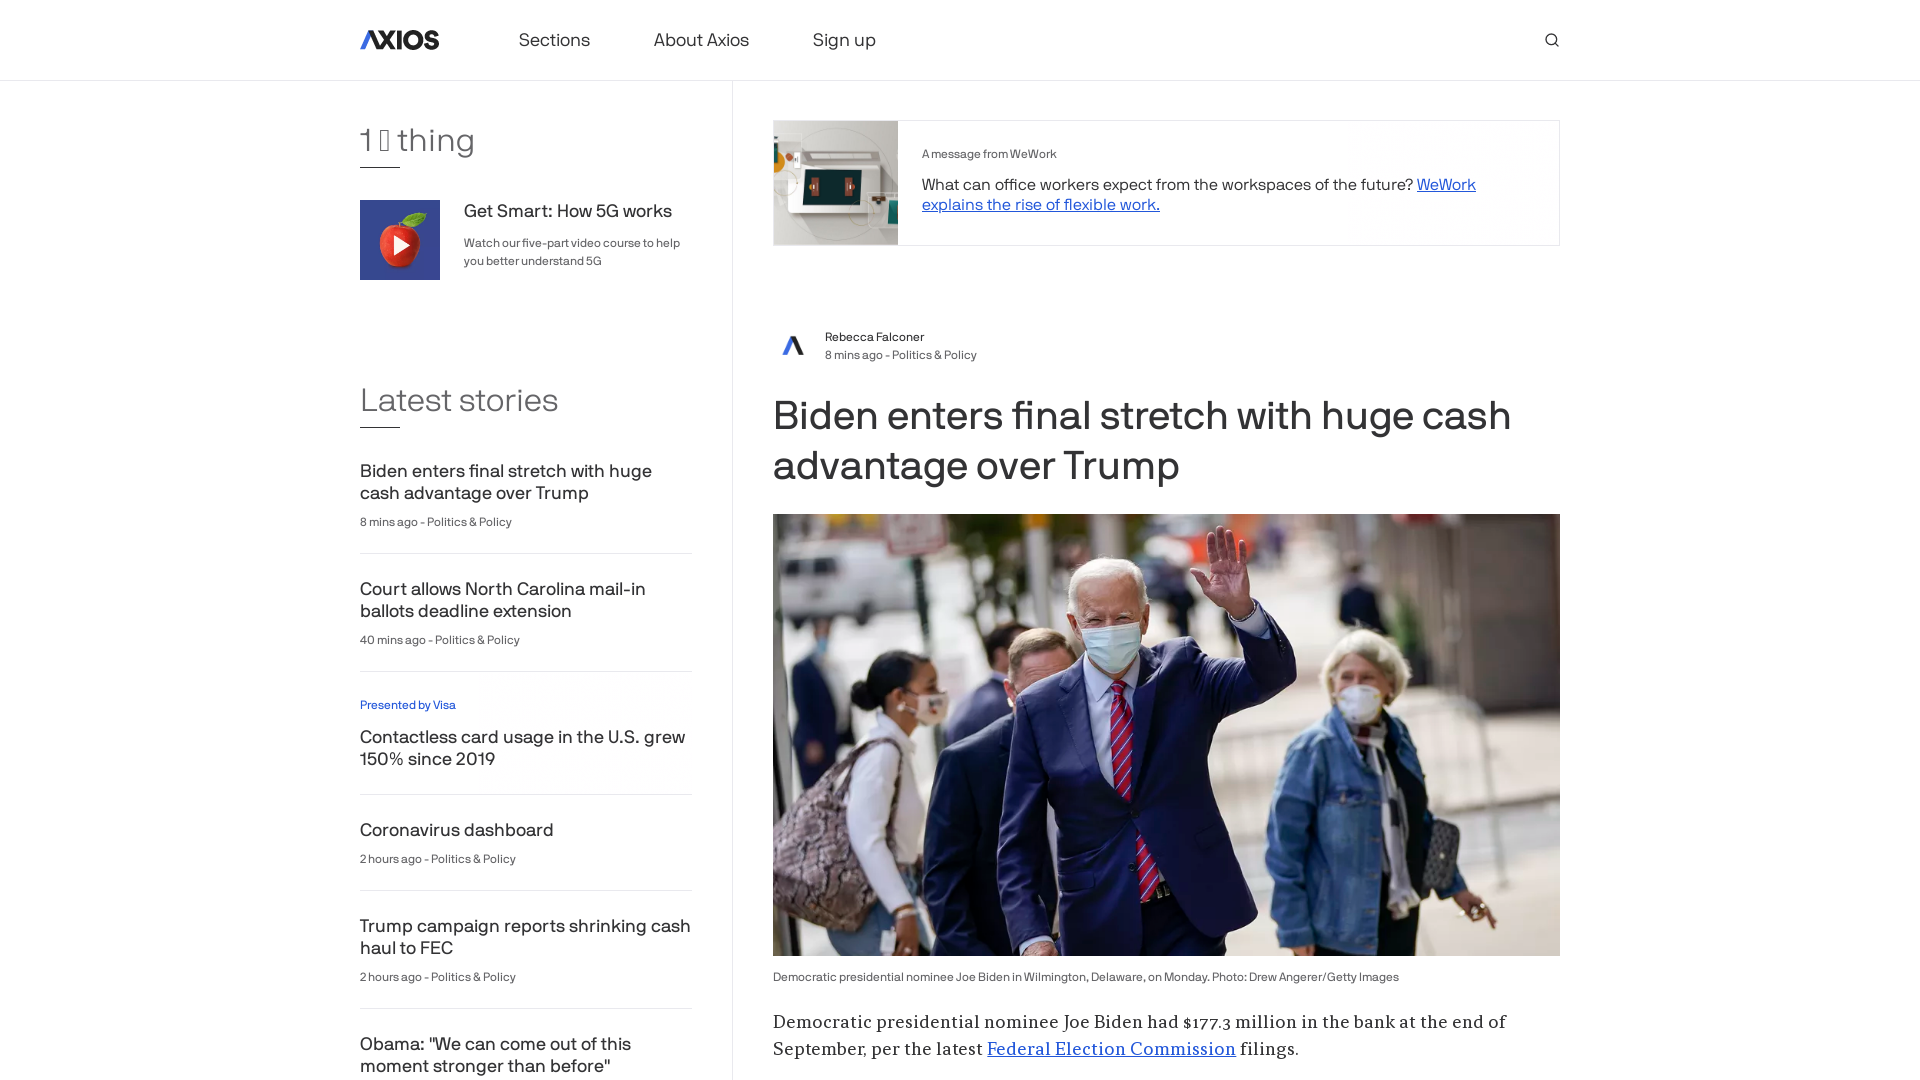 AXIOS
Sections
About Axios
Sign up
1 thing
Get Smart: How 5G works
Watch our five-part video course to help
you better understand 5G
Latest stories
Biden enters final stretch with huge
cash advantage over Trump
8 mins ago - Politics & Policy
Court allows North Carolina mail-in
ballots deadline extension
40 mins ago - Politics & Policy
Presented by Visa
Contactless card usage in the U.S. grew
150% since 2019
Coronavirus dashboard
2 hours ago - Politics & Policy
Trump campaign reports shrinking cash
haul to FEC
2 hours ago - Politics & Policy
Obama: "We can come out of this
moment stronger than before"
A message from WeWork
What can office workers expect from the workspaces of the future? WeWork
explains the rise of flexible work.
Rebecca Falconer
8 mins ago - Politics & Policy
Biden enters final stretch with huge cash
advantage over Trump
Democratic presidential nominee Joe Biden in Wilmington, Delaware, on Monday. Photo: Drew Angerer/Getty Images
Democratic presidential nominee Joe Biden had $177.3 million in the bank at the end of
September, per the latest Federal Election Commission filings.